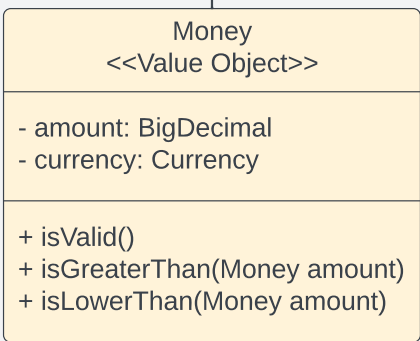 Money
<<Value Object>>
- amount: BigDecimal
- currency: Currency
+ isValid()
+ isGreaterThan(Money amount)
+ isLowerThan(Money amount)